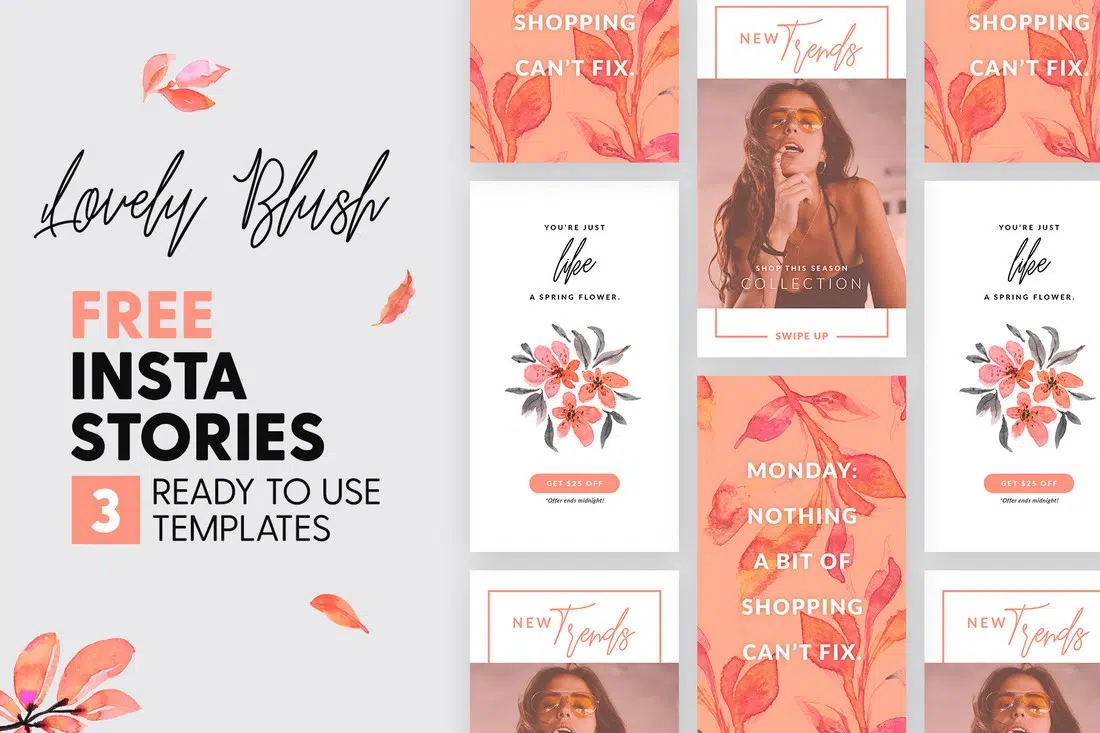 Lovely Blush
FREE
INSTA
STORIES
3
READY TO USE
TEMPLATES
SHOPPING
CAN'T FIX.
YOU'RE JUST
like
A SPRING FLOWER.
GET $25 OFF
*Offer ends midnight!
NEW Trends
NEW Trends
SHOP THIS SEASON
COLLECTION
SWIPE UP
MONDAY:
NOTHING
A BIT OF
SHOPPING
CAN'T FIX.
SHOPPING
CAN'T FIX.
YOU'RE JUST
like
A SPRING FLOWER.
GET $25 OFF
*Offer ends midnight!
NEW Trends